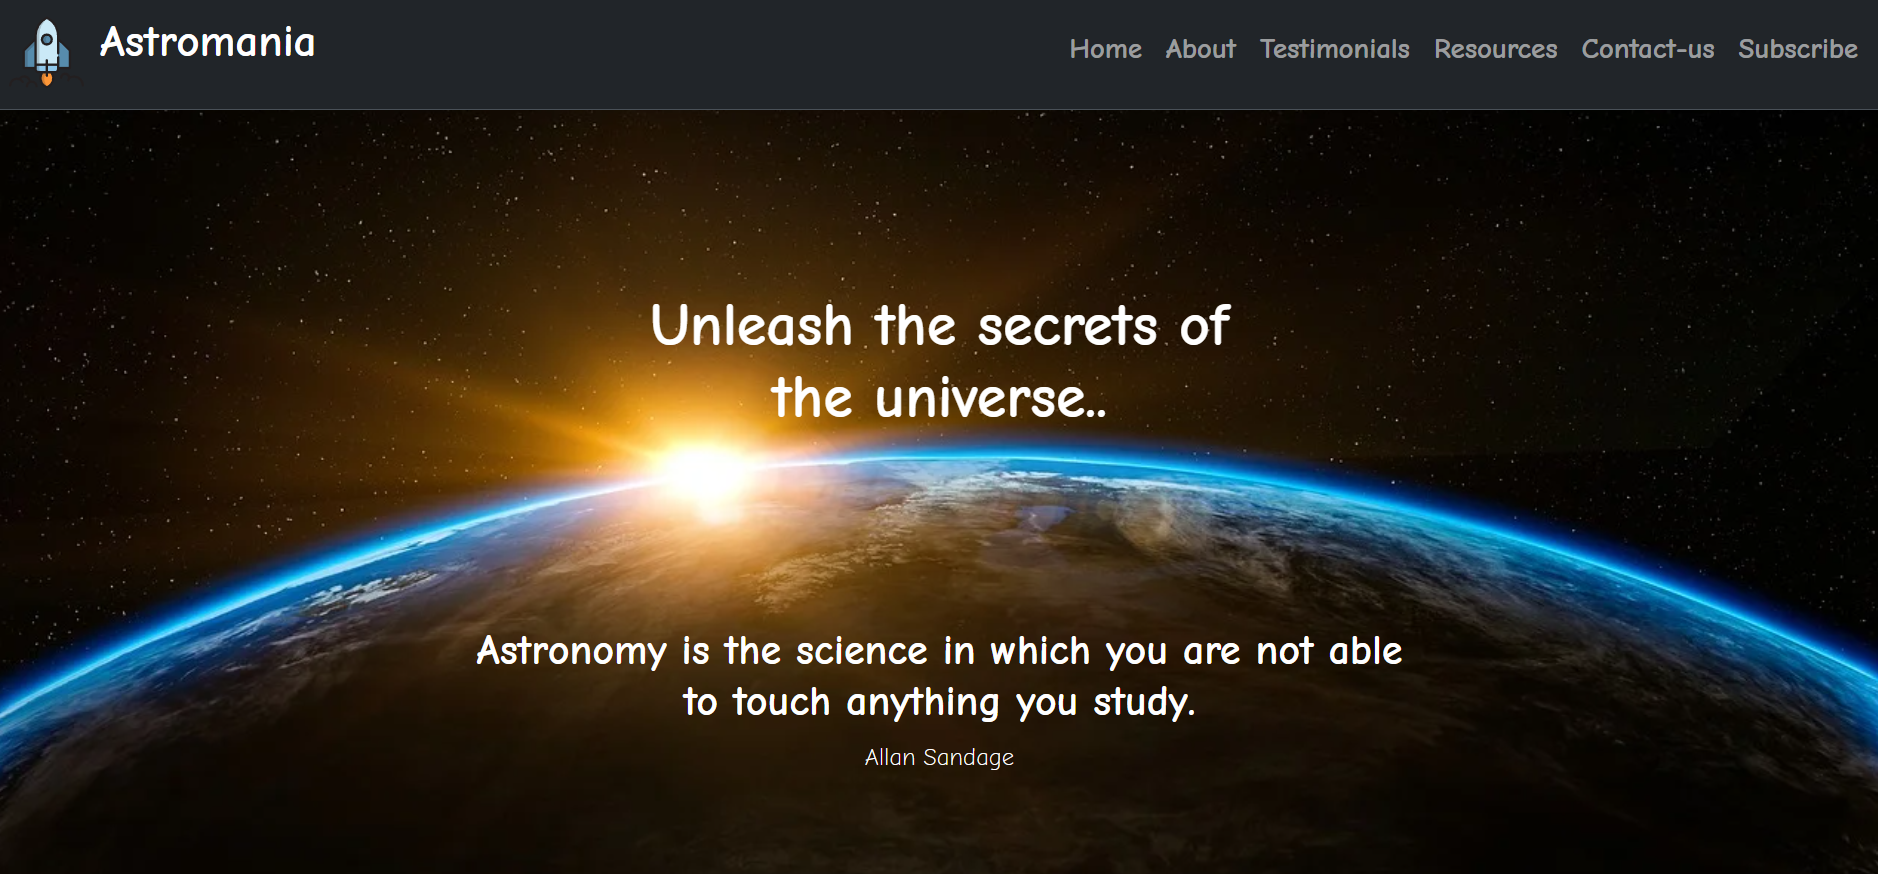 Astromania
Home About Testimonials Resources Contact-us Subscribe
Unleash the secrets of
the universe..
Astronomy is the science in which you are not able
to touch anything you study.
Allan Sandage